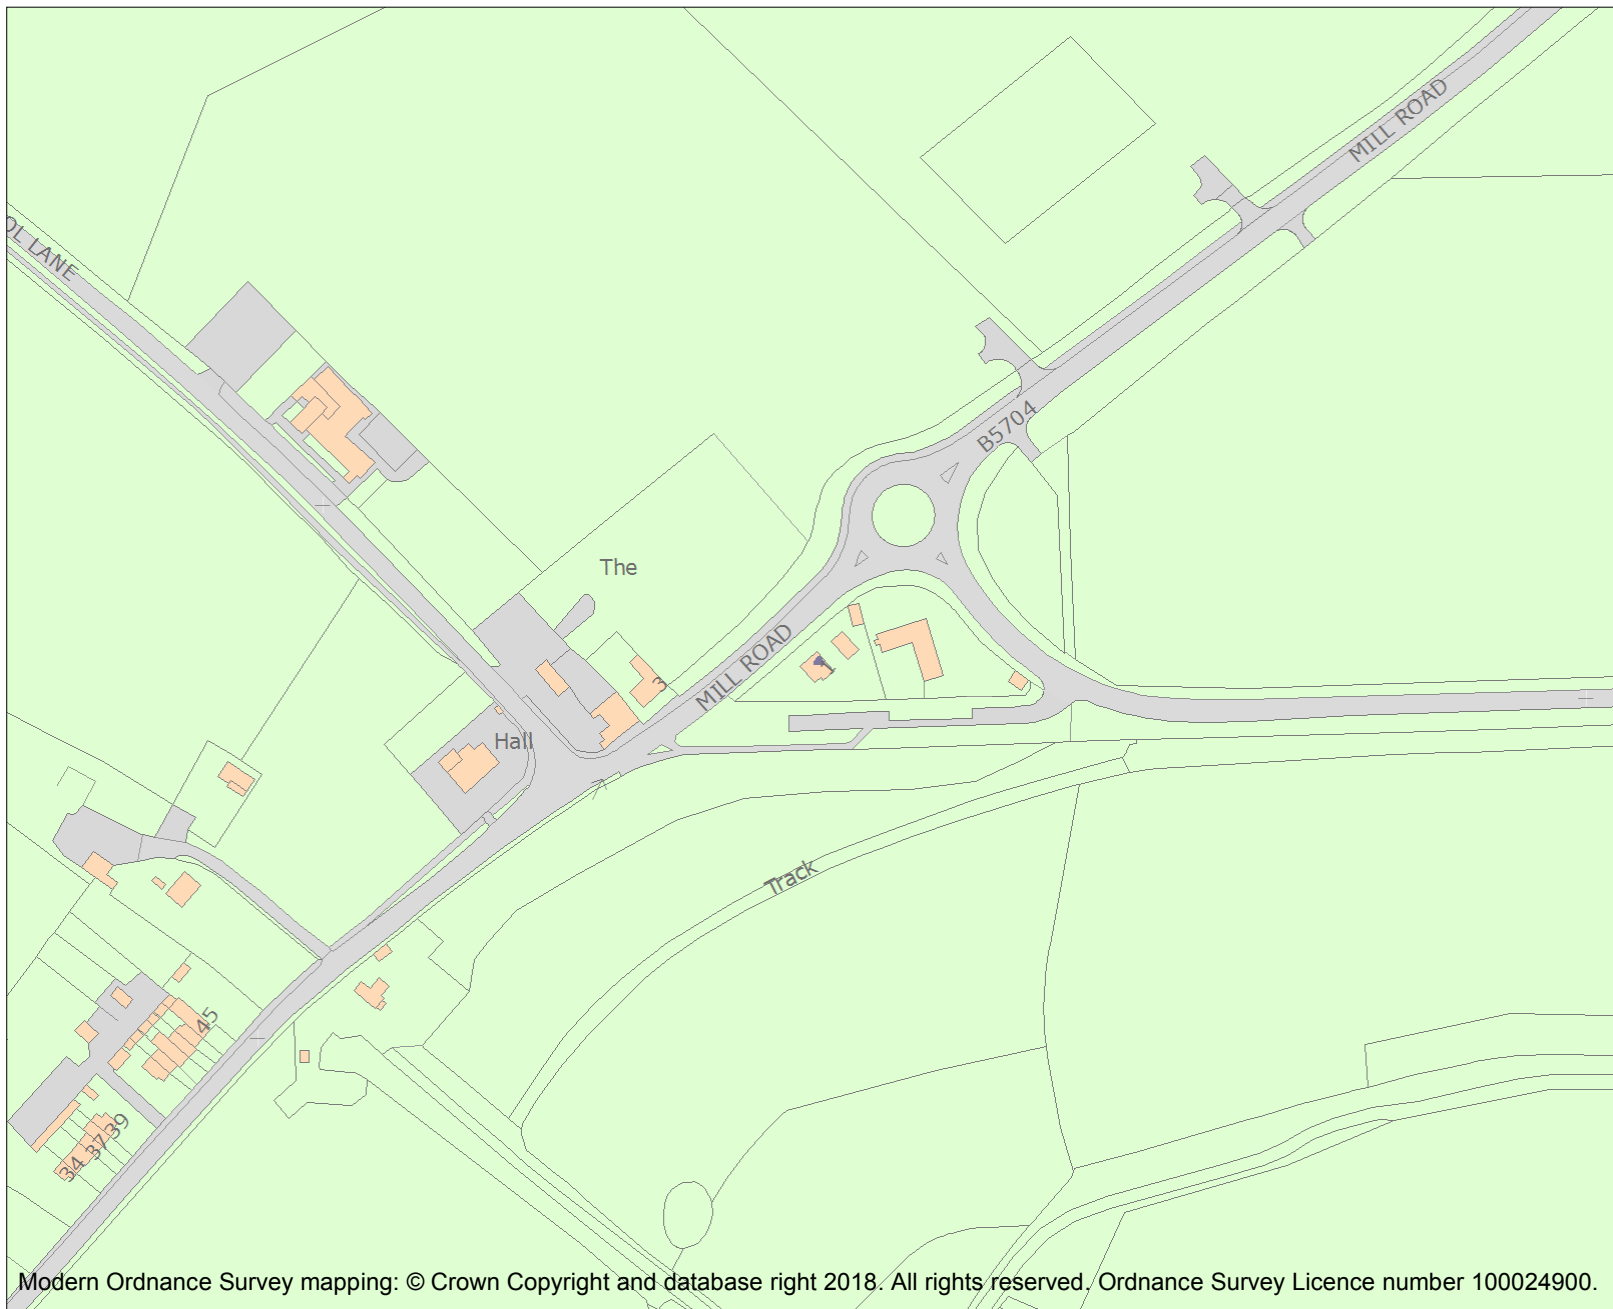 MILL ROAD
OL LANE
B5704
The
MILL ROAD
3
1
Hall
Track
45
39
37
34
Modern Ordnance Survey mapping: © Crown Copyright and database right 2018. All rights reserved. Ordnance Survey Licence number 100024900.